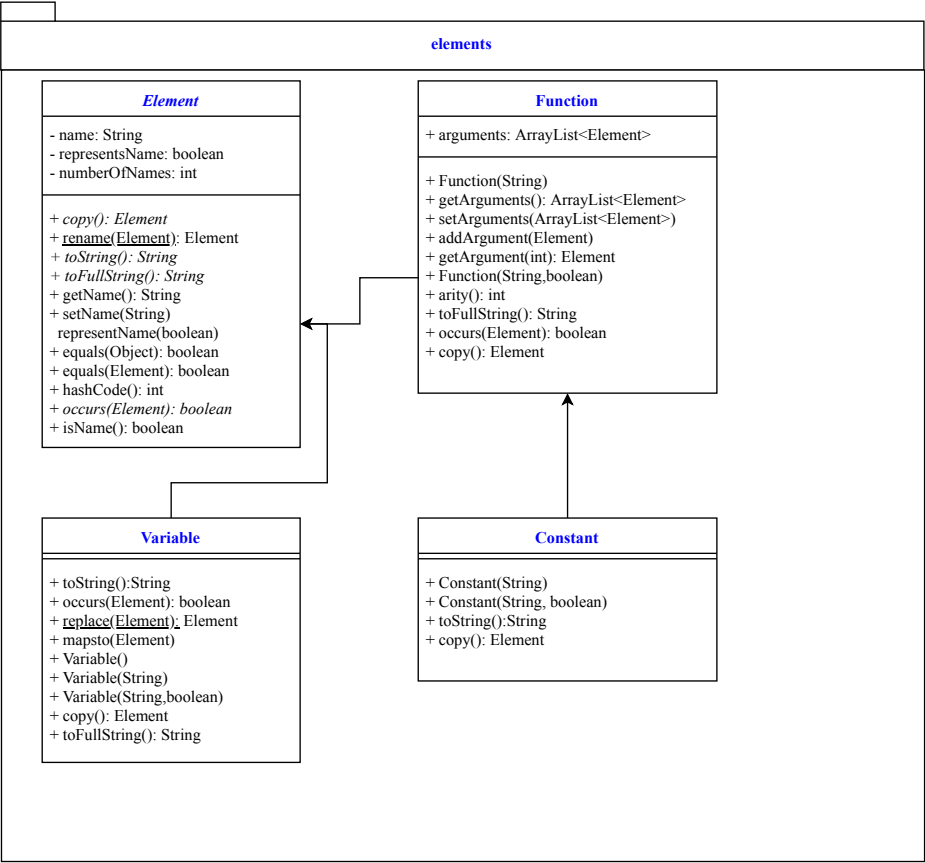 elements
Element
- name: String
- representsName: boolean
- numberOfNames: int
+ copy(): Element
+ rename(Element): Element
+ toString(): String
+ toFullString(): String
+ getName(): String
+ setName(String)
representName(boolean)
+ equals(Object): boolean
+ equals(Element): boolean
+ hashCode(): int
+ occurs(Element): boolean
+ isName(): boolean
Function
+ arguments: ArrayList<Element>
+ Function(String)
+ getArguments(): ArrayList<Element>
+ setArguments(ArrayList<Element>)
+ addArgument(Element)
+ getArgument(int): Element
+ Function(String,boolean)
+ arity(): int
+ toFullString(): String
+ occurs(Element): boolean
+ copy(): Element
Variable
+ toString():String
+ occurs(Element): boolean
+ replace(Element): Element
+ mapsto(Element)
+ Variable()
+ Variable(String)
+ Variable(String,boolean)
+ copy(): Element
+ toFullString(): String
Constant
+ Constant(String)
+ Constant(String, boolean)
+ toString():String
+ copy(): Element